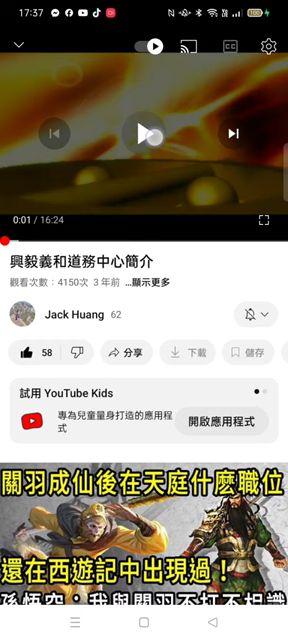 17:37
100
0:01 / 16:24
興毅義和道務中心簡介
觀看次數：4150次 3 年前 ...顯示更多
Jack Huang 62
58
分享
下載
儲存
試用 YouTube Kids
專為兒童量身打造的應用程
式
開啟應用程式
關羽成仙後在天庭什麼職位
還在西遊記中出現過！
孫悟空：我與關羽不打不相識